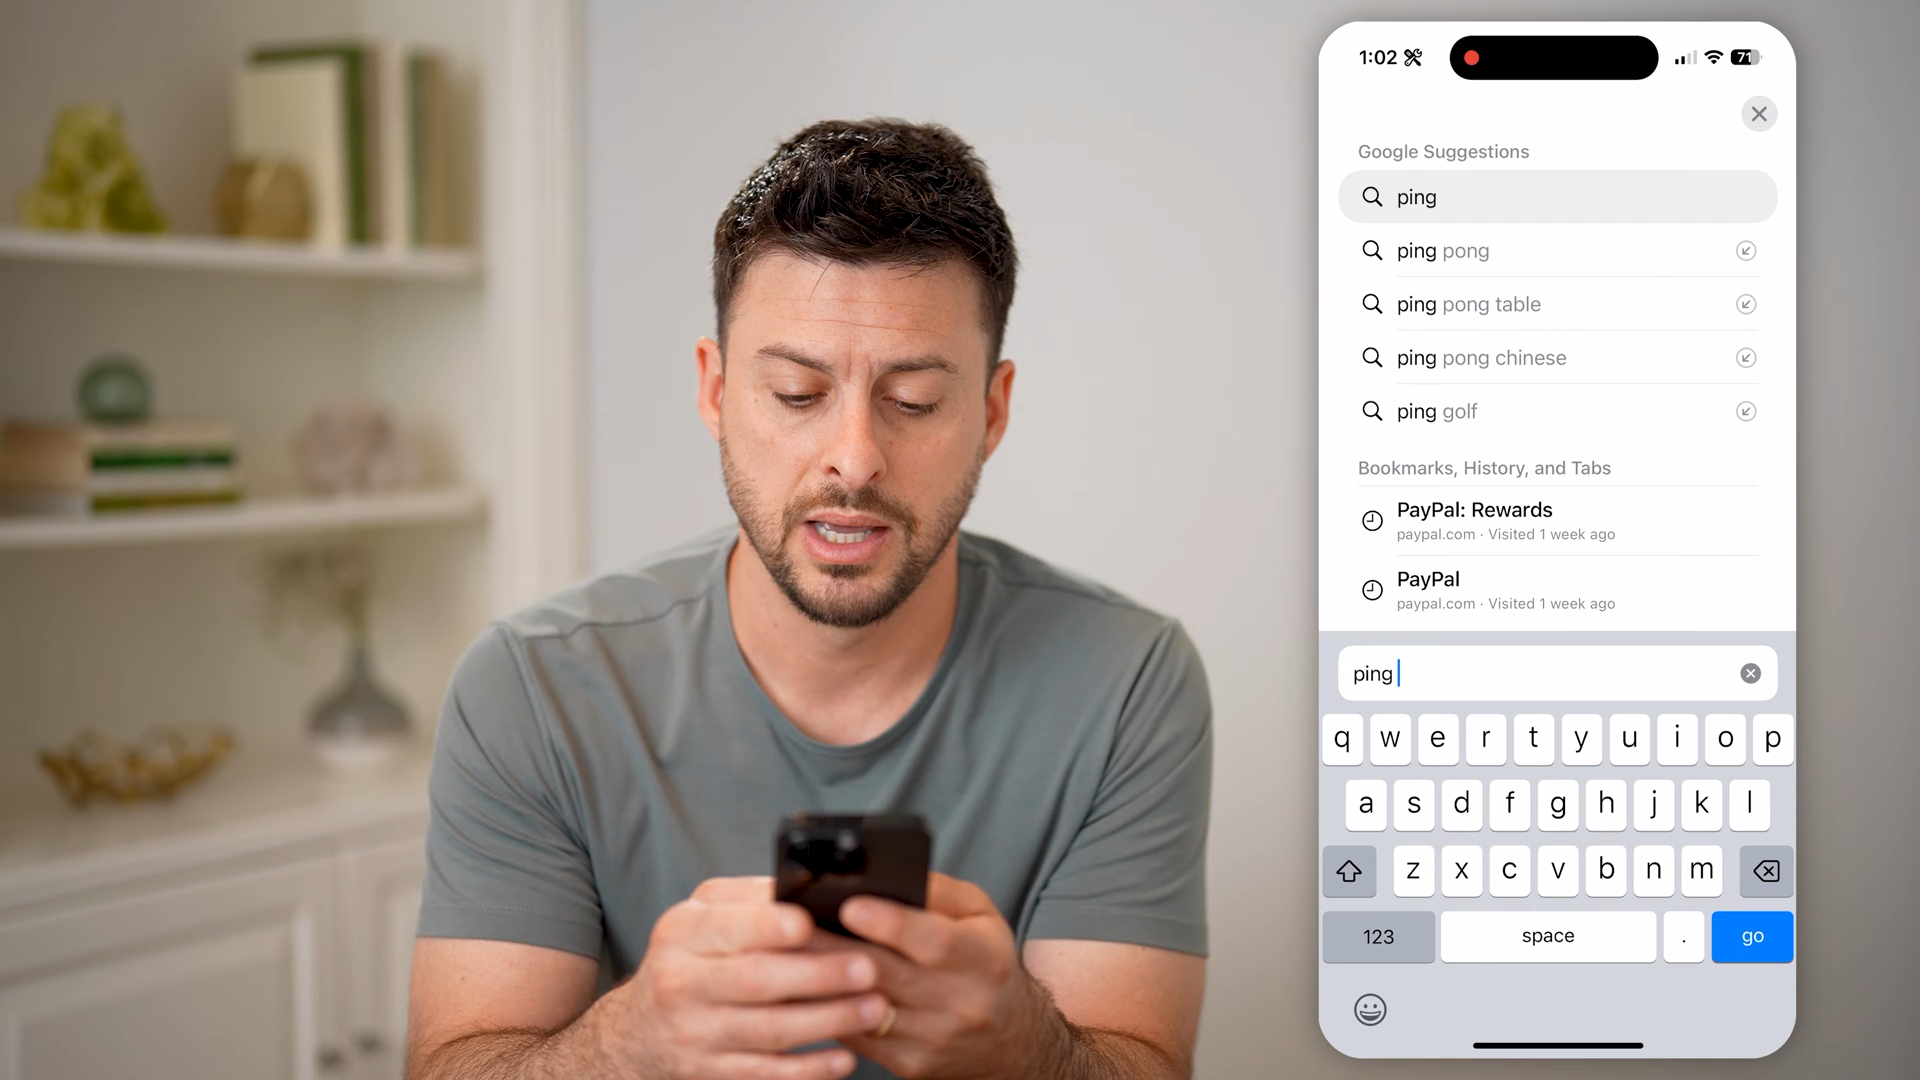 1:02
71
Google Suggestions
ping
ping pong
ping pong table
ping pong chinese
ping golf
Bookmarks, History, and Tabs
PayPal: Rewards
paypal.com · Visited 1 week ago
PayPal
paypal.com · Visited 1 week ago
ping
q w e r t y u i o p
a s d f g h j k l
z x c v b n m
123 space . go